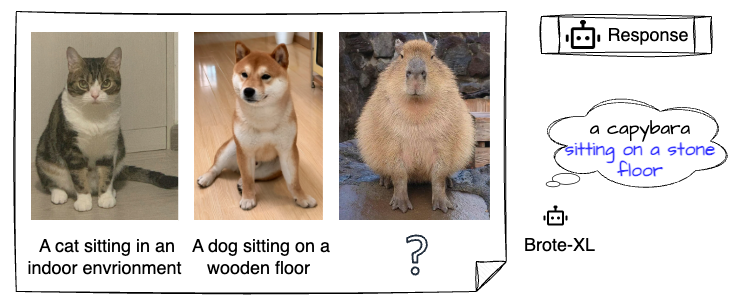 Response
a capybara
sitting on a stone
floor
A cat sitting in an
indoor envrionment
A dog sitting on a
wooden floor
?
Brote-XL